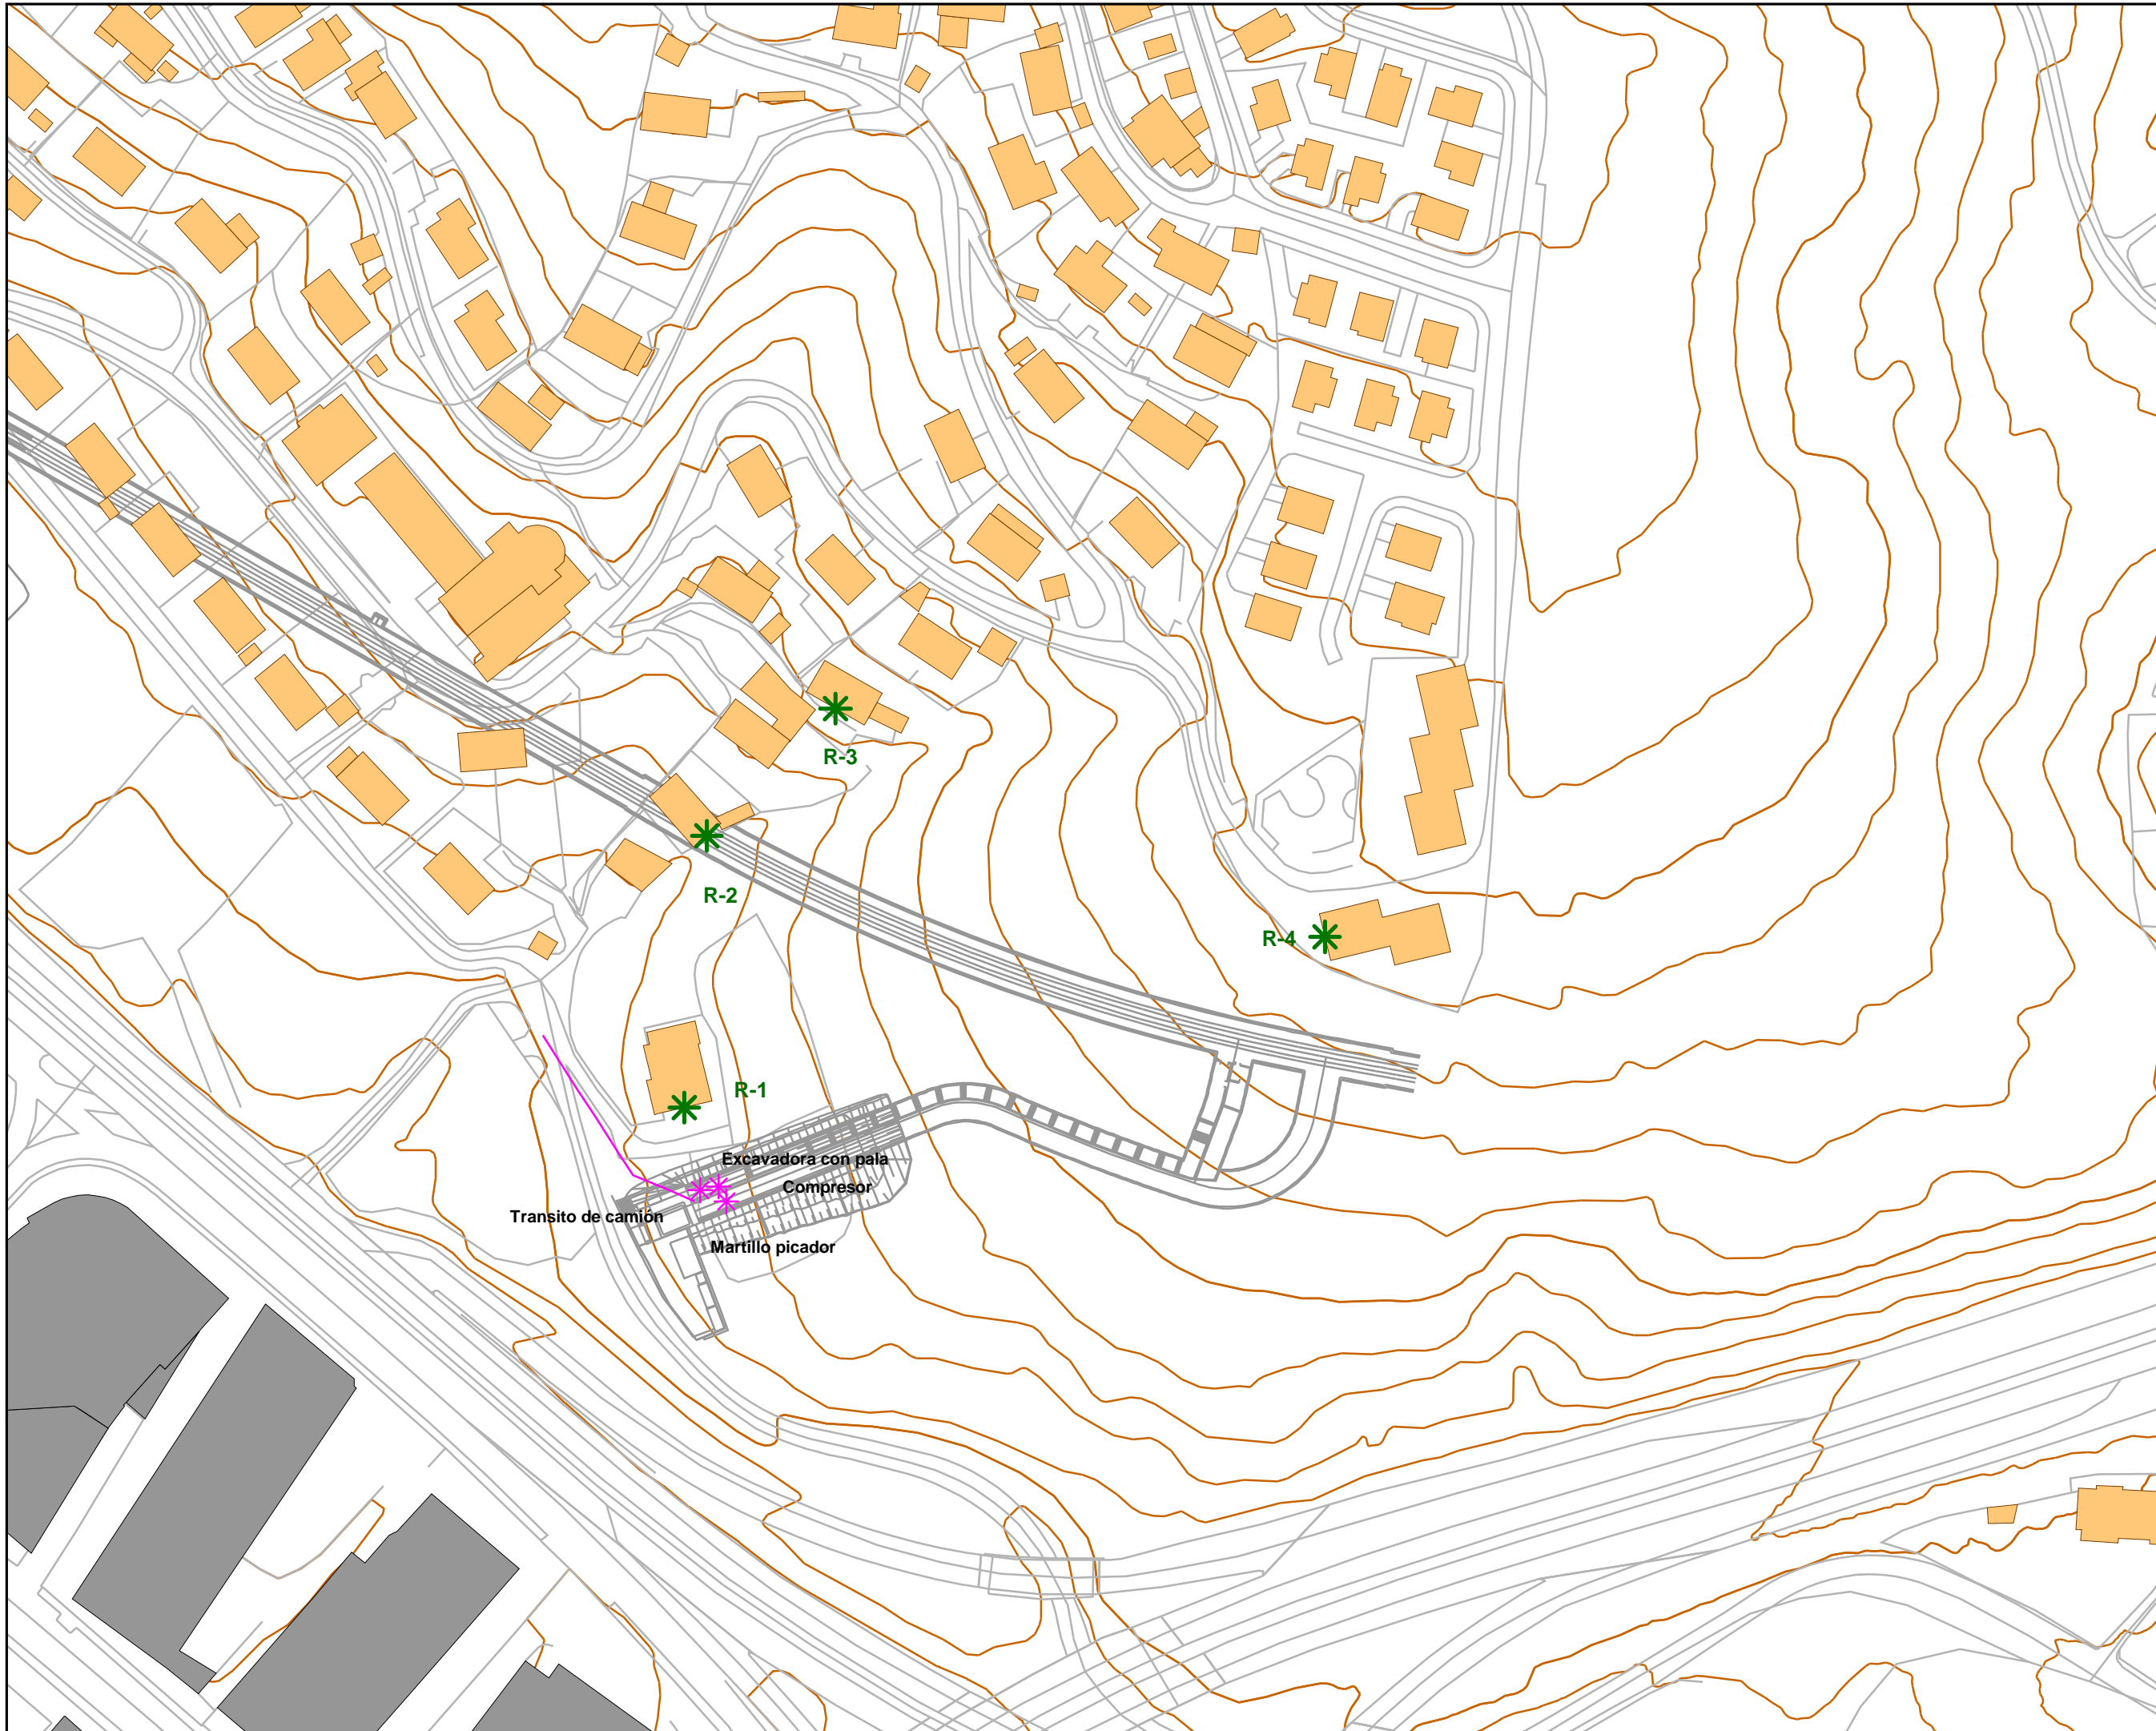 R-3
R-2
R-4
R-1
Excavadora con pala
Compresor
Transito de camión
Martillo picador